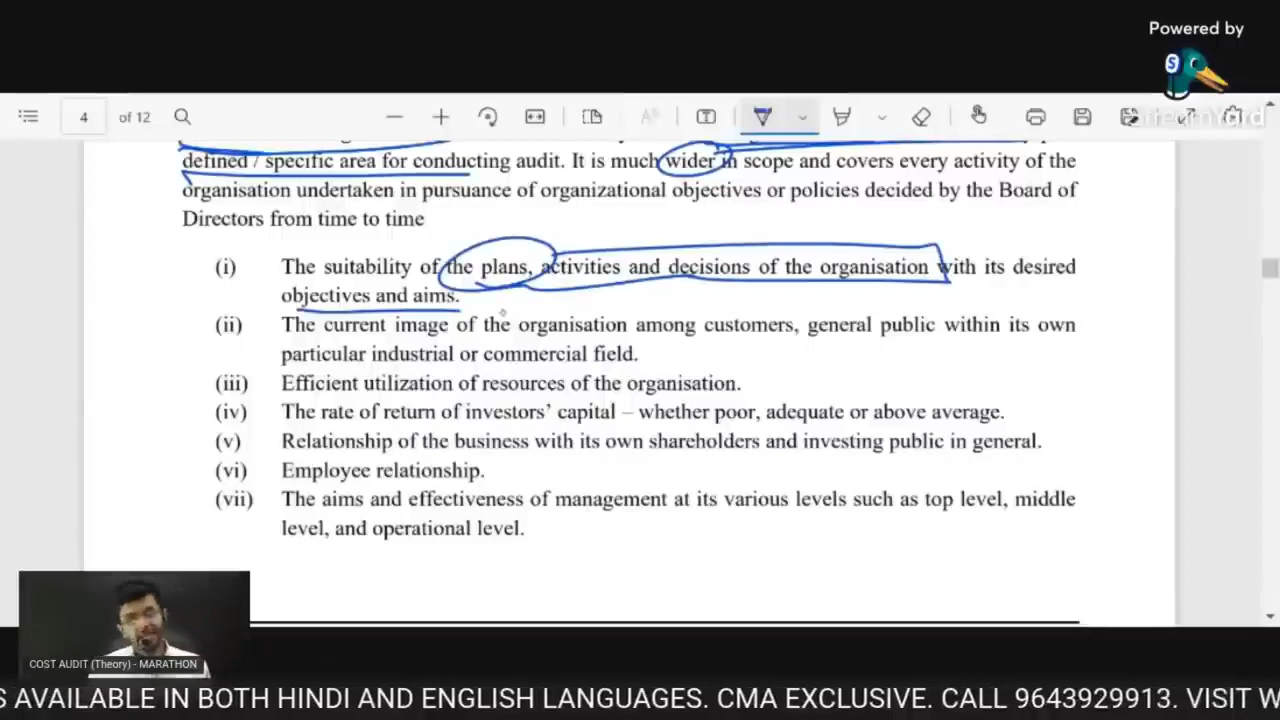 Powered by
S
4 of 12
defined / specific area for conducting audit. It is much wider in scope and covers every activity of the
organisation undertaken in pursuance of organizational objectives or policies decided by the Board of
Directors from time to time
(i) The suitability of the plans, activities and decisions of the organisation with its desired
objectives and aims.
(ii) The current image of the organisation among customers, general public within its own
particular industrial or commercial field.
(iii) Efficient utilization of resources of the organisation.
(iv) The rate of return of investors' capital – whether poor, adequate or above average.
(v) Relationship of the business with its own shareholders and investing public in general.
(vi) Employee relationship.
(vii) The aims and effectiveness of management at its various levels such as top level, middle
level, and operational level.
COST AUDIT (Theory) - MARATHON
S AVAILABLE IN BOTH HINDI AND ENGLISH LANGUAGES. CMA EXCLUSIVE. CALL 9643929913. VISIT W